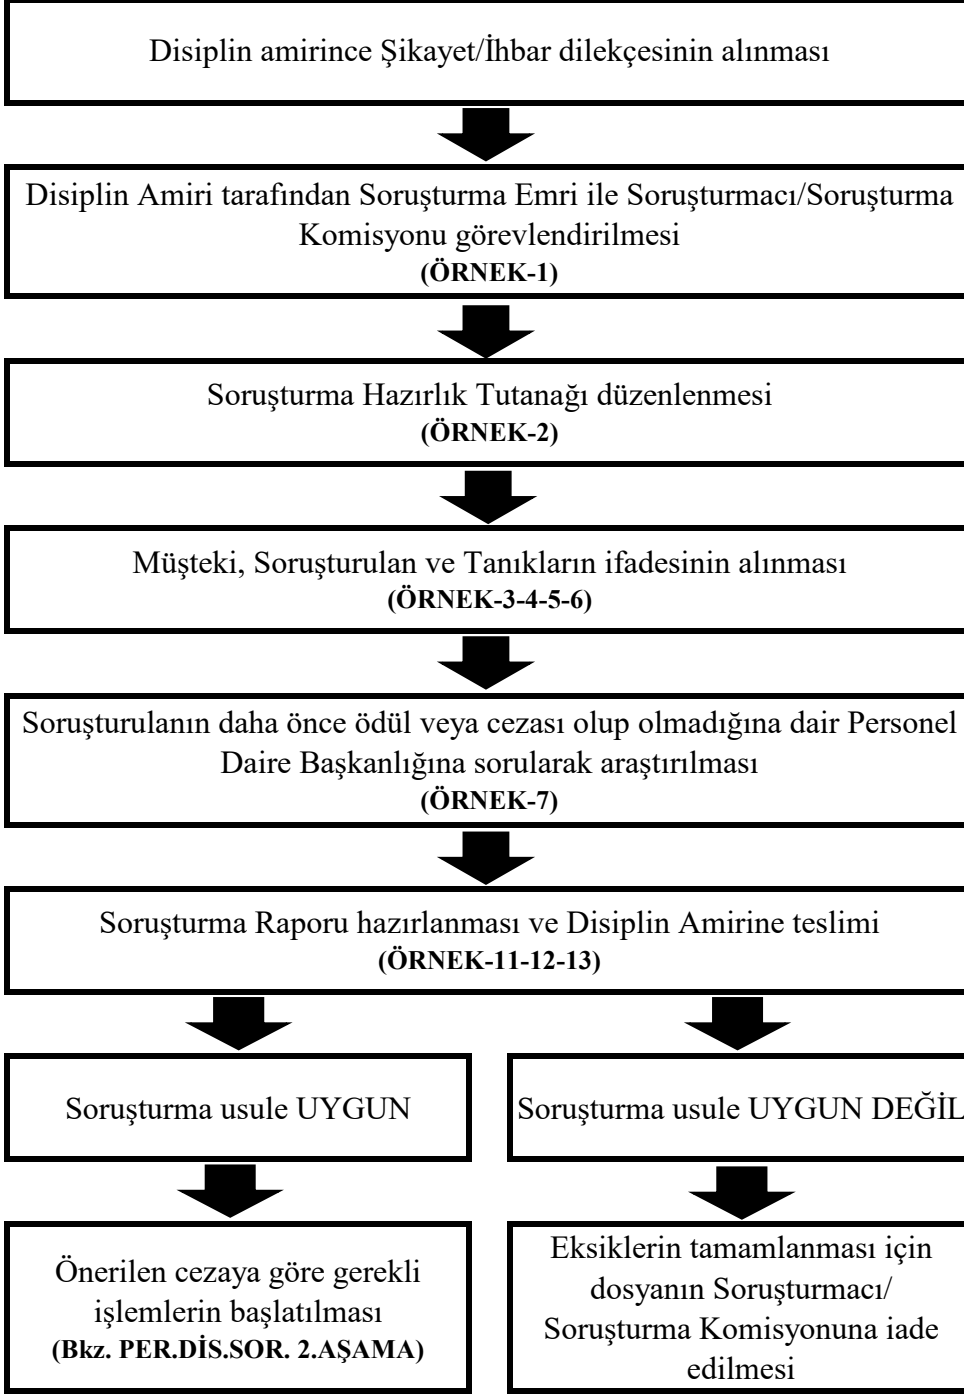 Disiplin amirince Şikayet/İhbar dilekçesinin alınması
Disiplin Amiri tarafından Soruşturma Emri ile Soruşturmacı/Soruşturma
Komisyonu görevlendirilmesi
(ÖRNEK-1)
Soruşturma Hazırlık Tutanağı düzenlenmesi
(ÖRNEK-2)
Müşteki, Soruşturulan ve Tanıkların ifadesinin alınması
(ÖRNEK-3-4-5-6)
Soruşturulanın daha önce ödül veya cezası olup olmadığına dair Personel
Daire Başkanlığına sorularak araştırılması
(ÖRNEK-7)
Soruşturma Raporu hazırlanması ve Disiplin Amirine teslimi
(ÖRNEK-11-12-13)
Soruşturma usule UYGUN
Soruşturma usule UYGUN DEĞİL
Önerilen cezaya göre gerekli
işlemlerin başlatılması
(Bkz. PER.DİS.SOR. 2.AŞAMA)
Eksiklerin tamamlanması için
dosyanın Soruşturmacı/
Soruşturma Komisyonuna iade
edilmesi